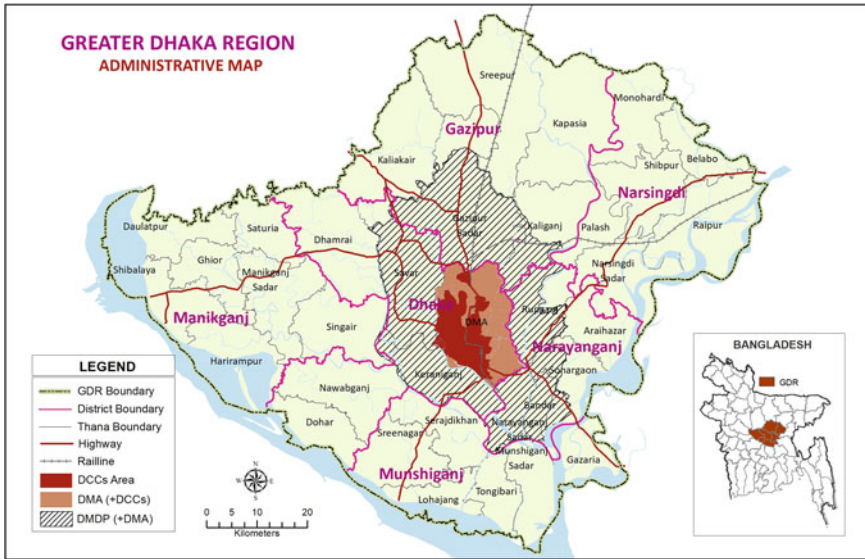 GREATER DHAKA REGION
ADMINISTRATIVE MAP
Sreepur
Monohardi
Kapasia
Gazipur
Kaliakair
Shibpur
Belabo
Narsingdi
Gazipur
Sadar
Kaliganj
Palash
Raipur
Daulatpur
Saturia
Dhamrai
Ghior
Shibalaya
Manikganj
Sadar
Savar
Narsingdi
Sadar
Dhaka
DMA
Rupganj
Manikganj
Singair
Araihazar
Narayanganj
Sonargaon
Harirampur
Keraniganj
Nawabganj
Bandar
Dohar
Serajdikhan
Sreenagar
Narayanganj
Sadar
Munshiganj
Sadar
Gazaria
Munshiganj
Tongibari
Lohajang
LEGEND
GDR Boundary
District Boundary
Thana Boundary
Highway
Railline
DCCs Area
DMA (+DCCs)
DMDP (+DMA)
N
W
E
S
0 5 10 20 30 40
Kilometers
BANGLADESH
GDR